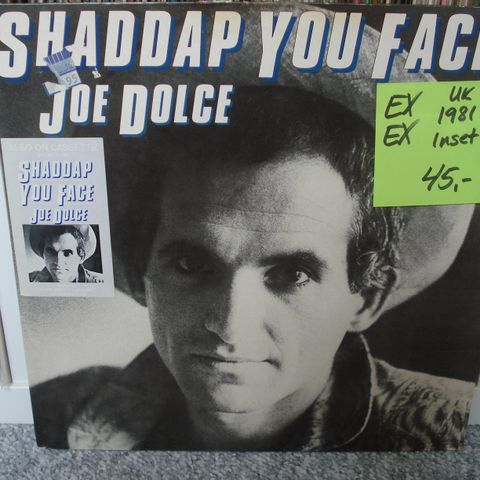 SHADDAP YOU FACE
JOE DOLCE
95
ALSO ON CASSETTE
SHADDAP
YOU FACE
JOE DOLCE
EX UK
1981
EX Inset
45,-